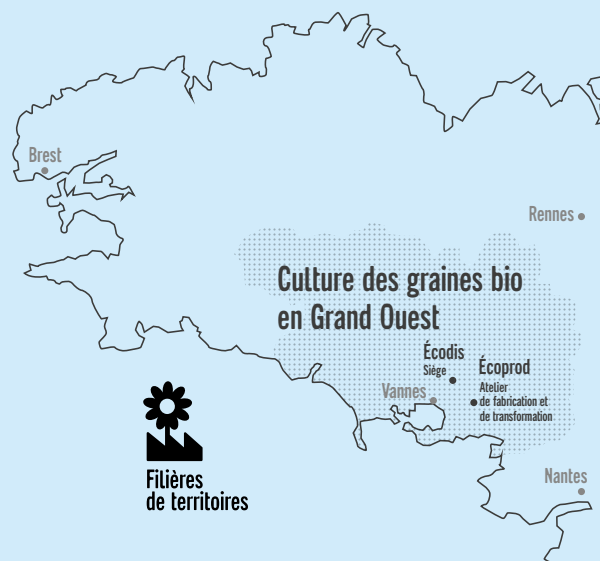 Brest
Rennes
Culture des graines bio
en Grand Ouest
Écodis
Siège
Écoprod
Atelier
de fabrication et
de transformation
Vannes
Filières
de territoires
Nantes